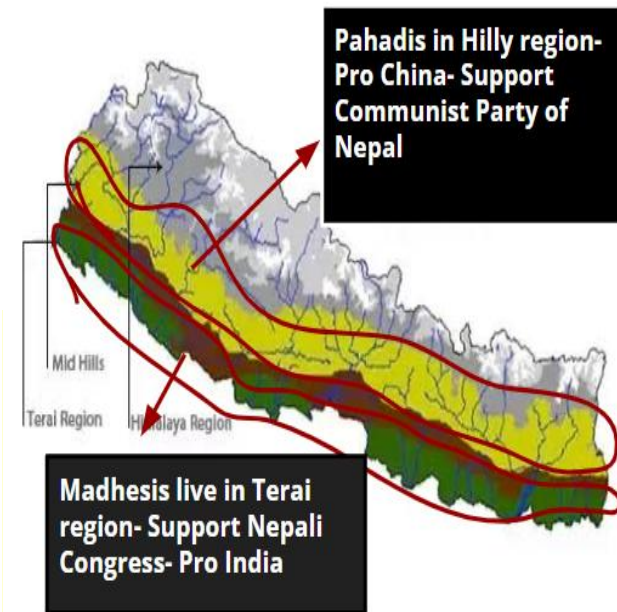 Pahadis in Hilly region-
Pro China- Support
Communist Party of
Nepal
Mid Hills
Terai Region
Himalaya Region
Madhesis live in Terai
region- Support Nepali
Congress- Pro India